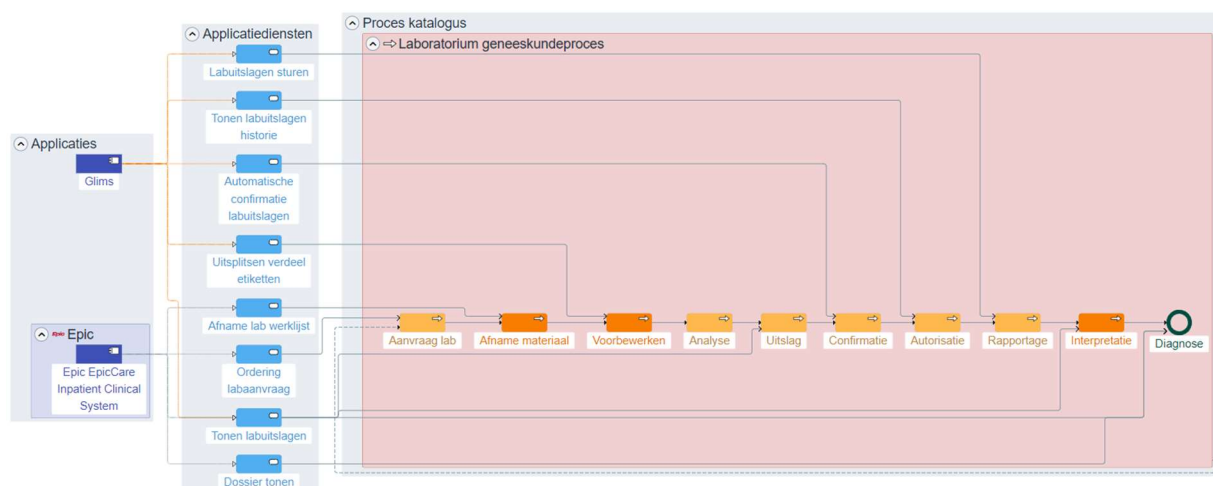 Applicaties
Glims
Epic
Epic
Epic EpicCare
Inpatient Clinical
System
Applicatiediensten
Labuitslagen sturen
Tonen labuitslagen
historie
Automatische
confirmatie
labuitslagen
Uitsplitsen verdeel
etiketten
Afname lab werklijst
Ordering
labaanvraag
Tonen labuitslagen
Dossier tonen
Proces katalogus
Laboratorium geneeskundeproces
Aanvraag lab
Afname materiaal
Voorbewerken
Analyse
Uitslag
Confirmatie
Autorisatie
Rapportage
Interpretatie
Diagnose